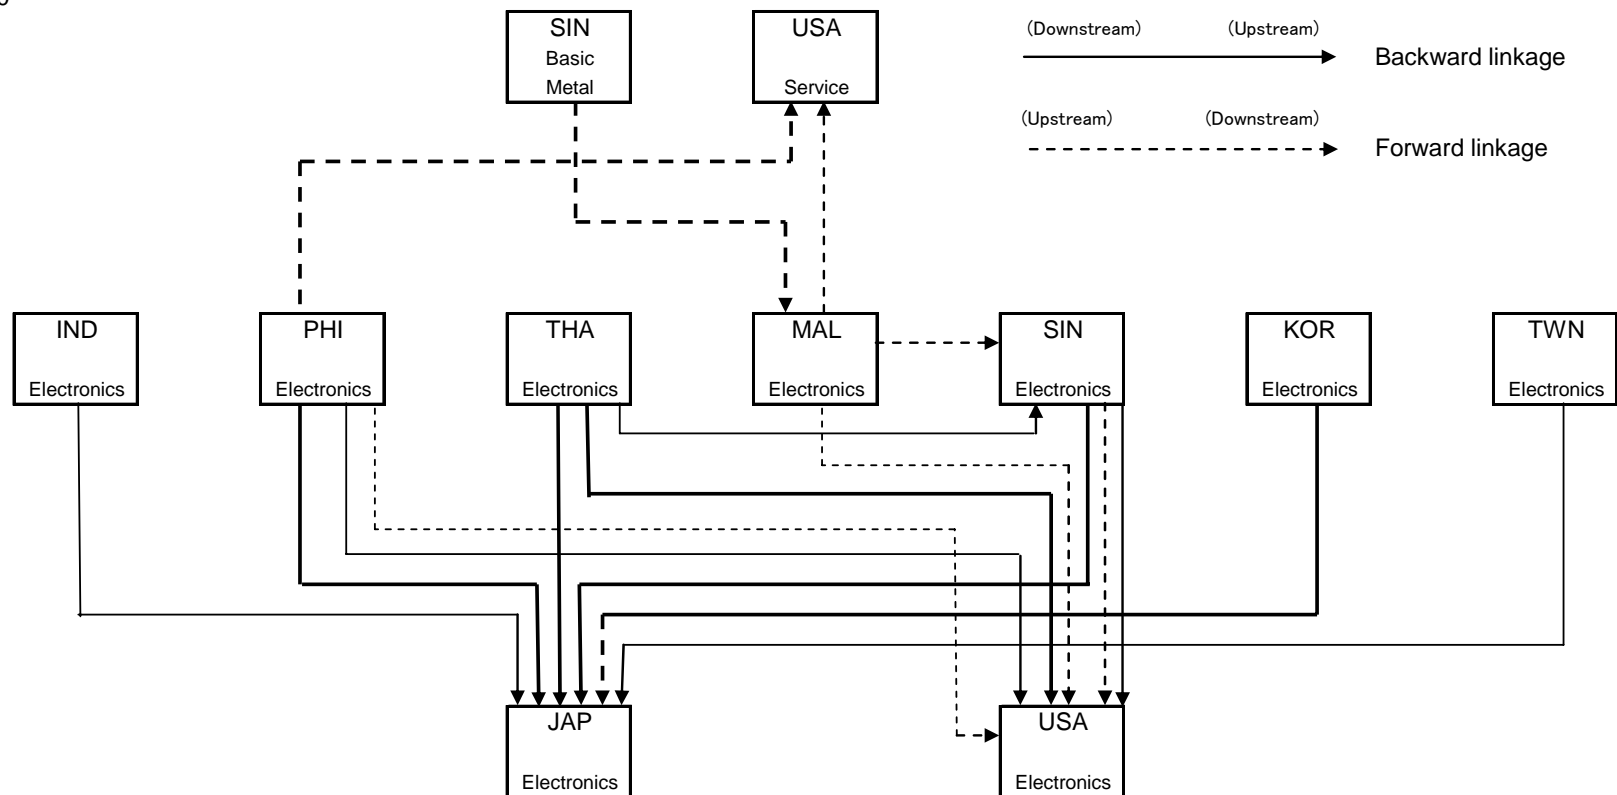 SIN
Basic
Metal
USA
Service
(Downstream) (Upstream)
Backward linkage
(Upstream) (Downstream)
Forward linkage
IND
Electronics
PHI
Electronics
THA
Electronics
MAL
Electronics
SIN
Electronics
KOR
Electronics
TWN
Electronics
JAP
Electronics
USA
Electronics